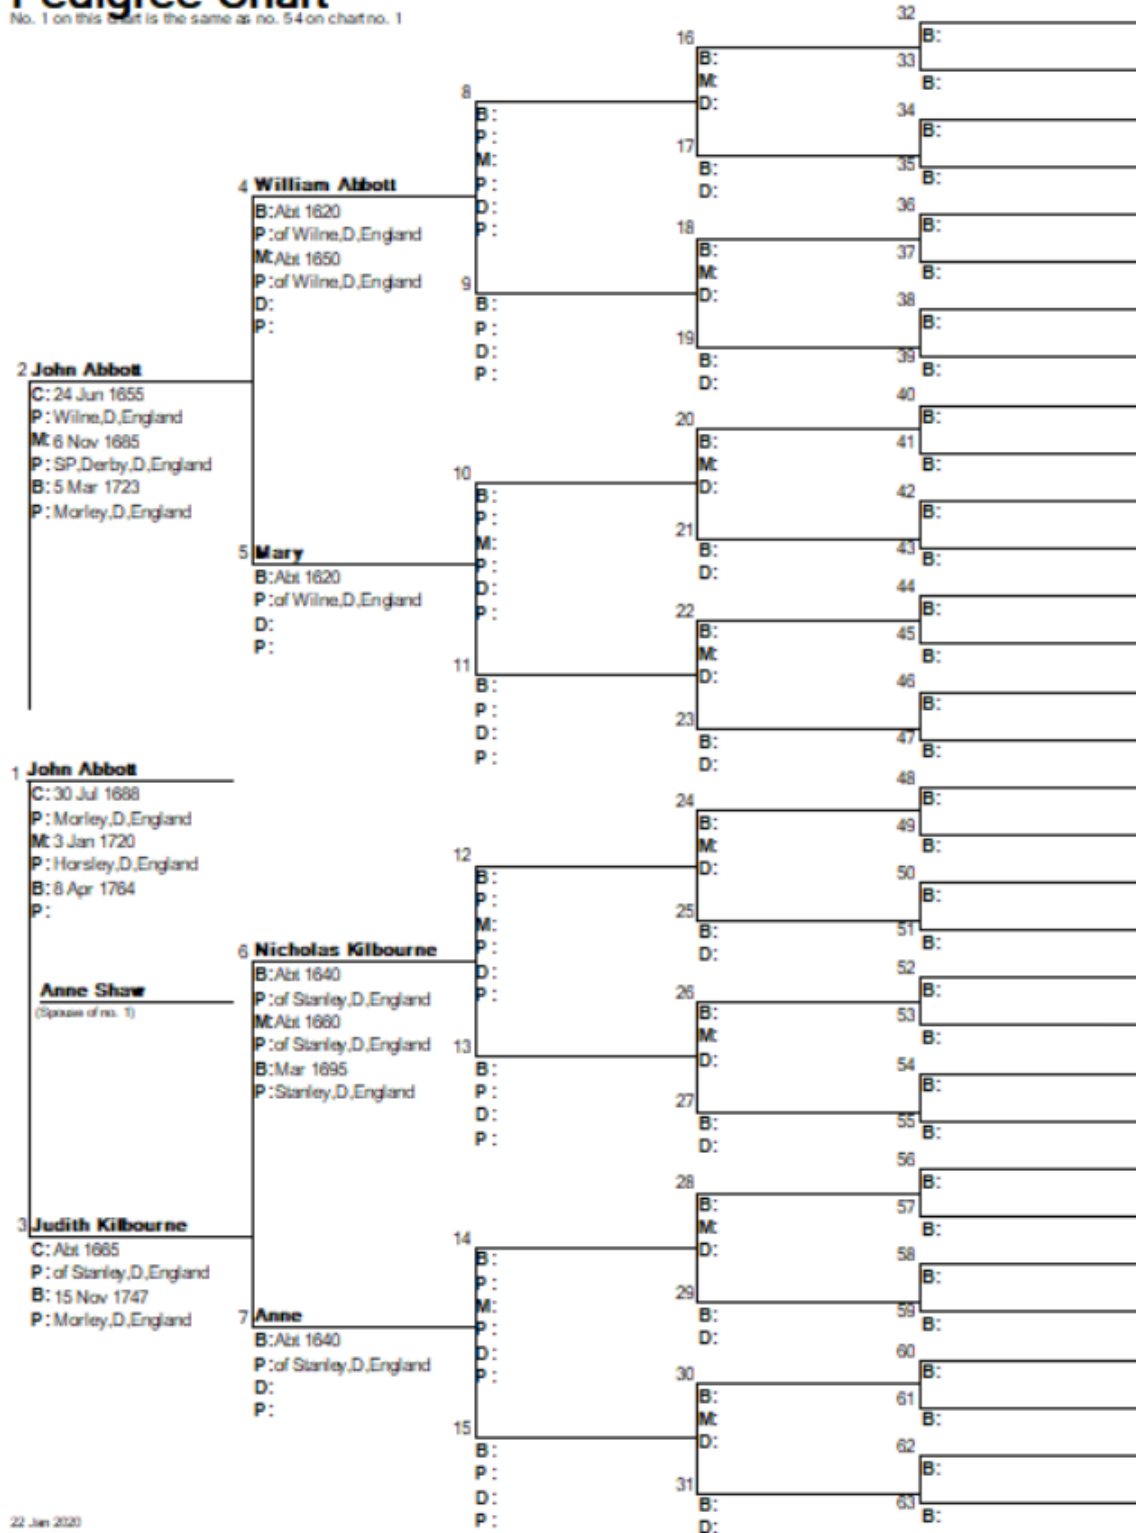 Pedigree Chart
No. 1 on this chart is the same as no. 54 on chart no. 1
2 John Abbott
C: 24 Jun 1655
P: Wilne,D,England
M: 6 Nov 1685
P: SP,Derby,D,England
B: 5 Mar 1723
P: Morley,D,England
1 John Abbott
C: 30 Jul 1688
P: Morley,D,England
M: 3 Jan 1720
P: Horsley,D,England
B: 8 Apr 1764
P:
Anne Shaw
(Spouse of no. 1)
3 Judith Kilbourne
C: Abt 1665
P: of Stanley,D,England
B: 15 Nov 1747
P: Morley,D,England
4 William Abbott
B: Abt 1620
P: of Wilne,D,England
M: Abt 1650
P: of Wilne,D,England
D:
P:
5 Mary
B: Abt 1620
P: of Wilne,D,England
D:
P:
6 Nicholas Kilbourne
B: Abt 1640
P: of Stanley,D,England
M: Abt 1660
P: of Stanley,D,England
B: Mar 1695
P: Stanley,D,England
7 Anne
B: Abt 1640
P: of Stanley,D,England
D:
P:
8
B:
P:
M:
P:
D:
P:
9
B:
P:
D:
P:
10
B:
P:
M:
P:
D:
P:
11
B:
P:
D:
P:
12
B:
P:
M:
P:
D:
P:
13
B:
P:
D:
P:
14
B:
P:
M:
P:
D:
P:
15
B:
P:
D:
P:
16
B:
M:
D:
17
B:
D:
18
B:
M:
D:
19
B:
D:
20
B:
M:
D:
21
B:
D:
22
B:
M:
D:
23
B:
D:
24
B:
M:
D:
25
B:
D:
26
B:
M:
D:
27
B:
D:
28
B:
M:
D:
29
B:
D:
30
B:
M:
D:
31
B:
D:
32
B:
33
B:
34
B:
35
B:
36
B:
37
B:
38
B:
39
B:
40
B:
41
B:
42
B:
43
B:
44
B:
45
B:
46
B:
47
B:
48
B:
49
B:
50
B:
51
B:
52
B:
53
B:
54
B:
55
B:
56
B:
57
B:
58
B:
59
B:
60
B:
61
B:
62
B:
63
B:
22 Jan 2020